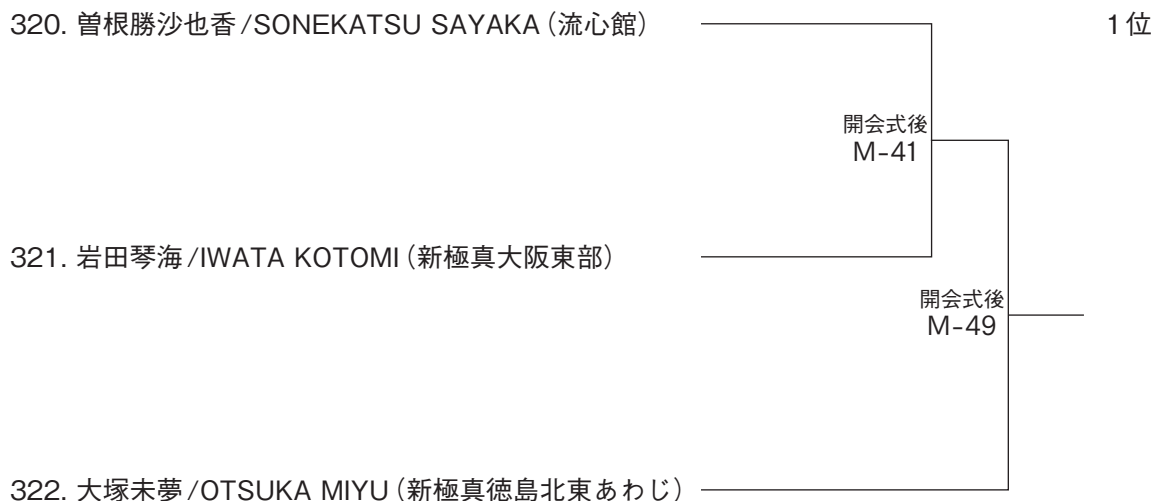 320. 曽根勝沙也香/SONEKATSU SAYAKA(流心館)
1位
開会式後
M-41
321. 岩田琴海/IWATA KOTOMI(新極真大阪東部)
開会式後
M-49
322. 大塚未夢/OTSUKA MIYU(新極真徳島北東あわじ)